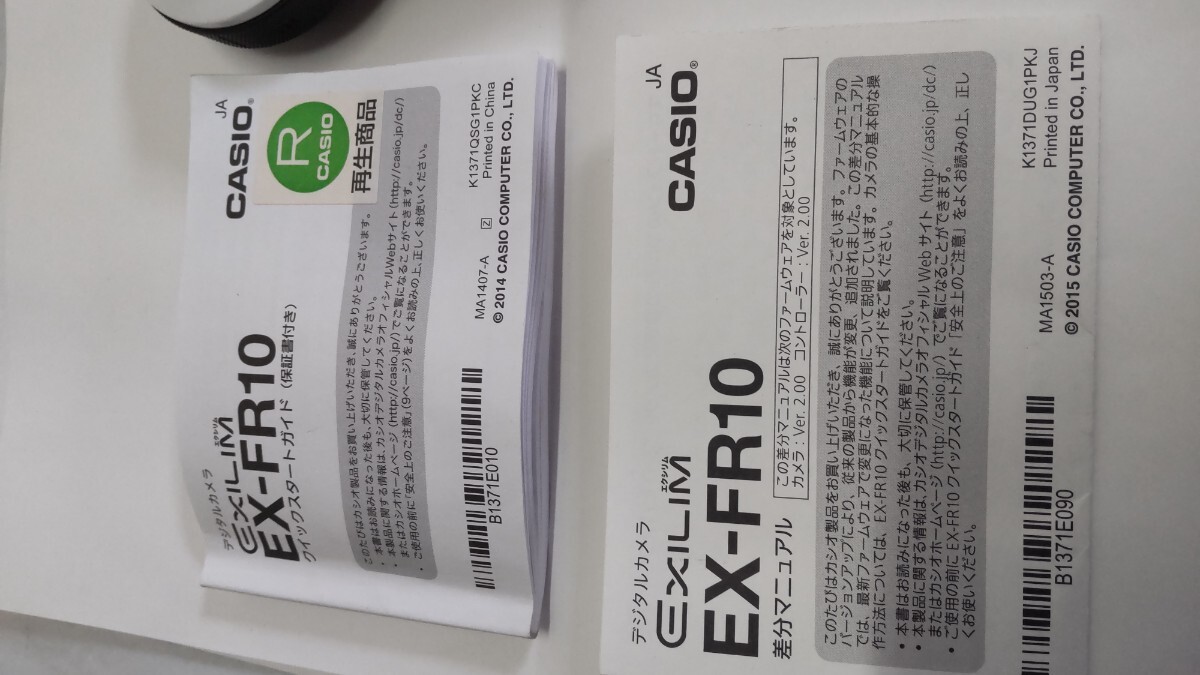 デジタルカメラ
EXILIM
エクシリム
EX-FR10
クイックスタートガイド（保証書付き）
JA
CASIO®
R
CASIO
再生商品
このたびはカシオ製品をお買い上げいただき、誠にありがとうございます。
• 本書はお読みになった後も、大切に保管してください。
• 本製品に関する情報は、カシオデジタルカメラオフィシャルWebサイト(http://casio.jp/dc/)
またはカシオホームページ(http://casio.jp/)でご覧になることができます。
• ご使用の前に「安全上のご注意」(9ページ)をよくお読みの上、正しくお使いください。
B1371E010
K1371QSG1PKC
Printed in China
MA1407-A
Z
© 2014 CASIO COMPUTER CO., LTD.
デジタルカメラ
EXILIM
エクシリム
EX-FR10
差分マニュアル
JA
CASIO®
この差分マニュアルは次のファームウェアを対象としています。
カメラ：Ver. 2.00 コントローラー：Ver. 2.00
このたびはカシオ製品をお買い上げいただき、誠にありがとうございます。ファームウェアの
バージョンアップにより、従来の製品から機能が変更、追加されました。この差分マニュアル
では、最新ファームウェアで変更になった機能について説明しています。カメラの基本的な操
作方法については、EX-FR10 クイックスタートガイドをご覧ください。
• 本書はお読みになった後も、大切に保管してください。
• 本製品に関する情報は、カシオデジタルカメラオフィシャル Web サイト (http://casio.jp/dc/)
またはカシオホームページ (http://casio.jp/) でご覧になることができます。
• ご使用の前に EX-FR10 クイックスタートガイド「安全上のご注意」をよくお読みの上、正し
くお使いください。
B1371E090
K1371DUG1PKJ
Printed in Japan
MA1503-A
© 2015 CASIO COMPUTER CO., LTD.